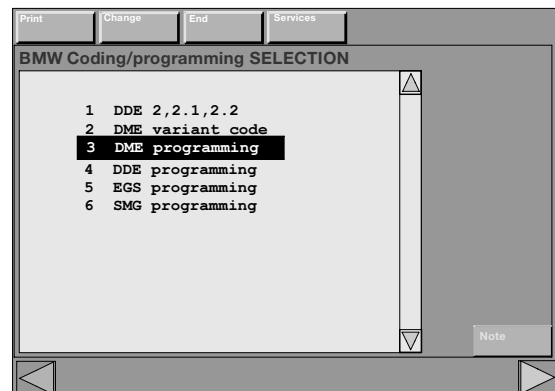 Print Change End Services
BMW Coding/programming SELECTION
1 DDE 2,2.1,2.2
2 DME variant code
3 DME programming
4 DDE programming
5 EGS programming
6 SMG programming
Note